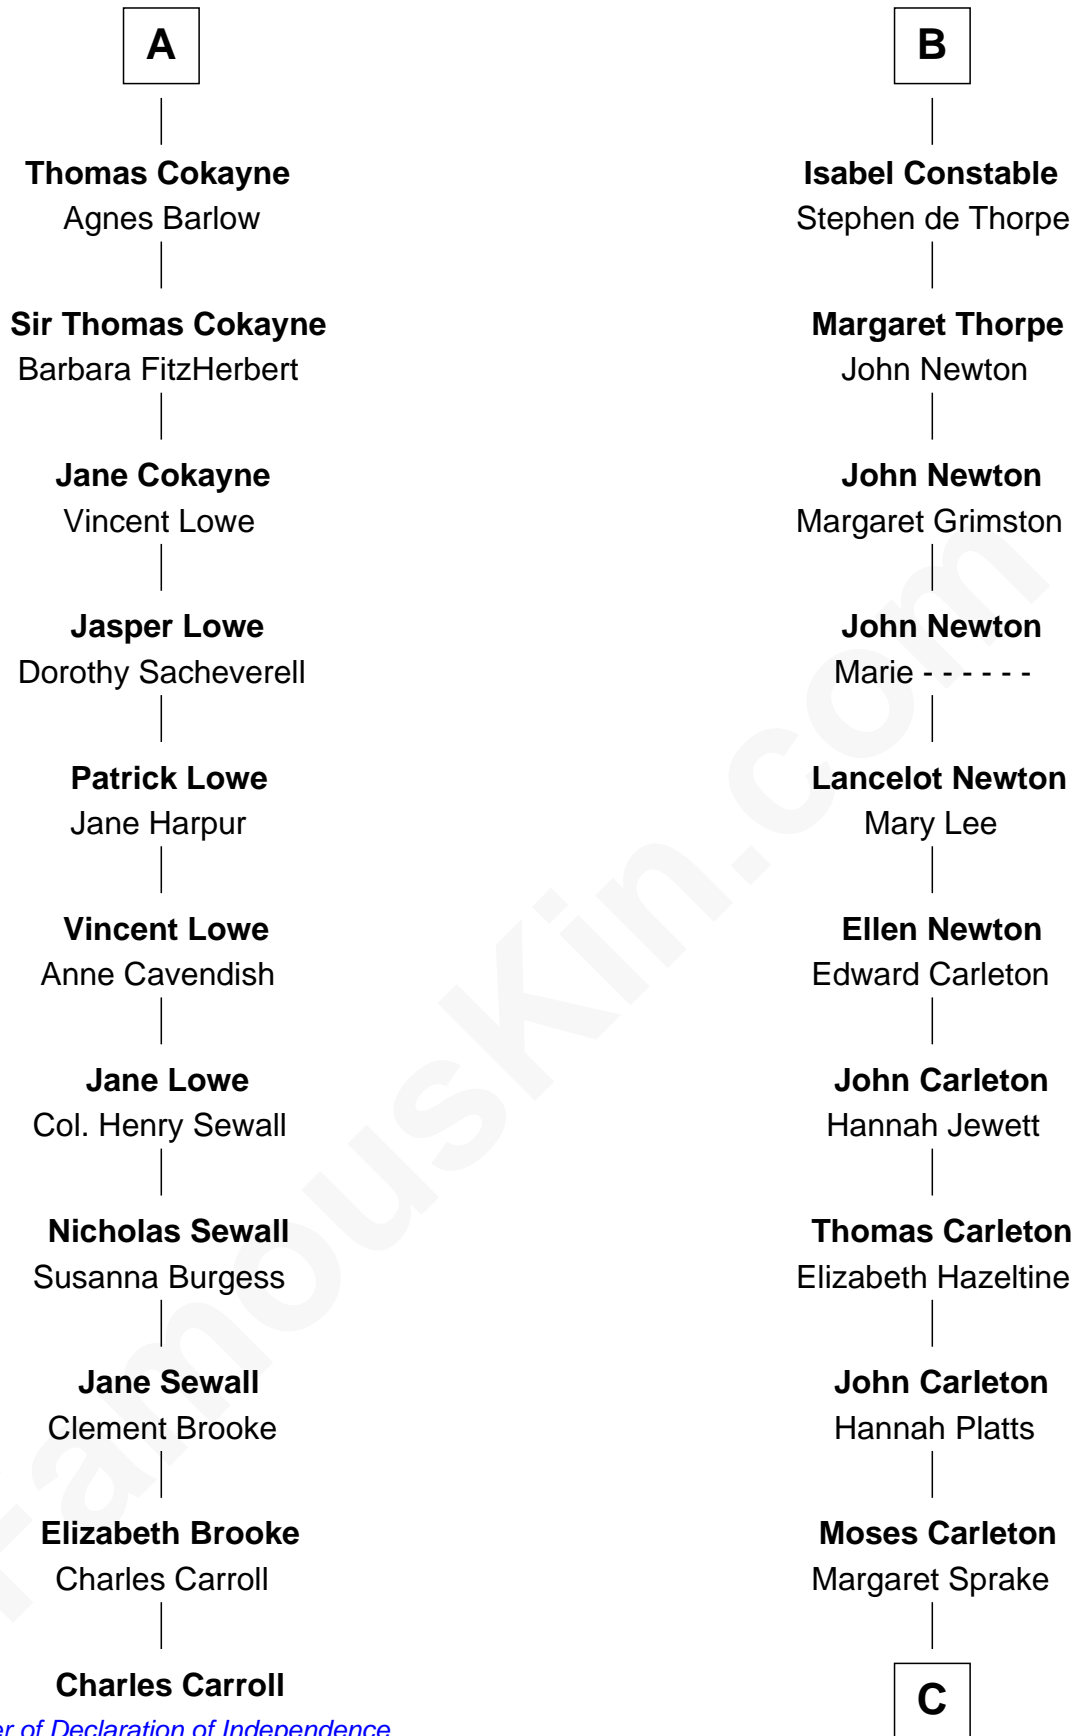 A
Thomas Cokayne
Agnes Barlow
Sir Thomas Cokayne
Barbara FitzHerbert
Jane Cokayne
Vincent Lowe
Jasper Lowe
Dorothy Sacheverell
Patrick Lowe
Jane Harpur
Vincent Lowe
Anne Cavendish
Jane Lowe
Col. Henry Sewall
Nicholas Sewall
Susanna Burgess
Jane Sewall
Clement Brooke
Elizabeth Brooke
Charles Carroll
Charles Carroll
of Declaration of Independence
B
Isabel Constable
Stephen de Thorpe
Margaret Thorpe
John Newton
John Newton
Margaret Grimston
John Newton
Marie - - - - - -
Lancelot Newton
Mary Lee
Ellen Newton
Edward Carleton
John Carleton
Hannah Jewett
Thomas Carleton
Elizabeth Hazeltine
John Carleton
Hannah Platts
Moses Carleton
Margaret Sprake
C
FamousKin.com